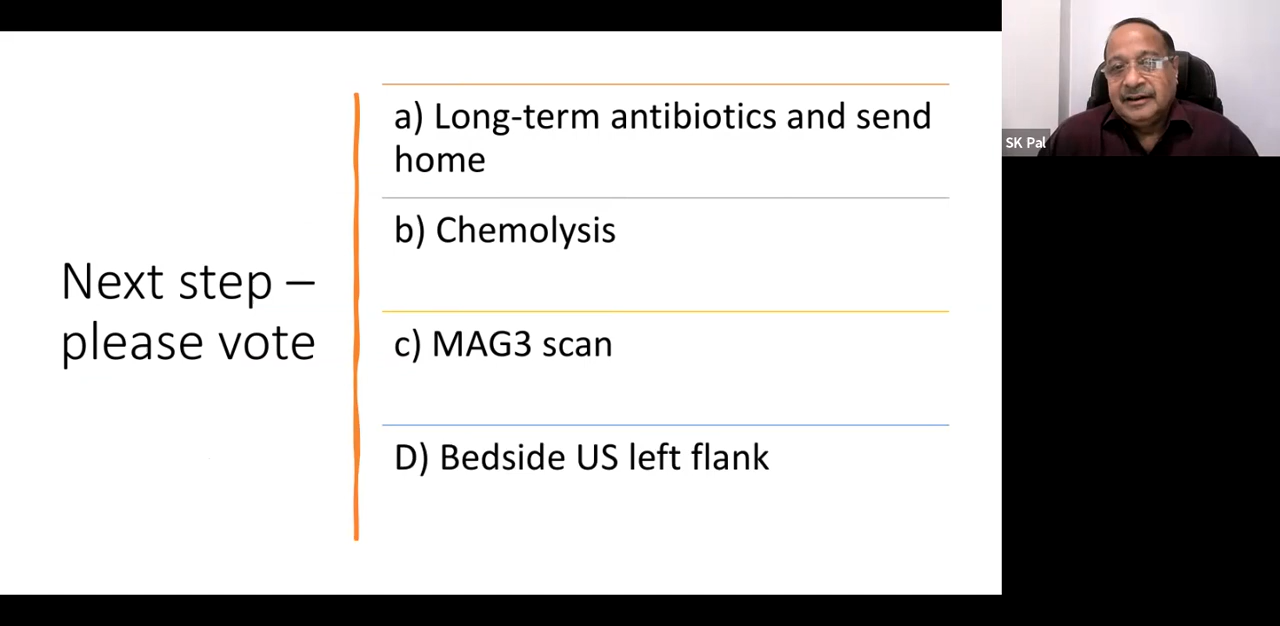 Next step –
please vote
a) Long-term antibiotics and send
home
b) Chemolysis
c) MAG3 scan
D) Bedside US left flank
SK Pal